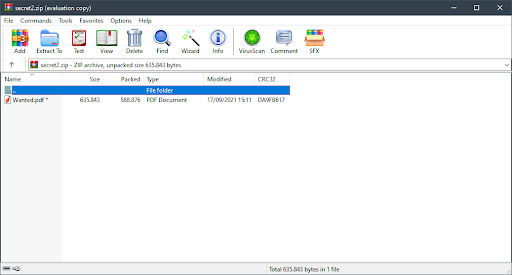 secret2.zip (evaluation copy)
File Commands Tools Favorites Options Help
Add Extract To Test View Delete Find Wizard Info VirusScan Comment SFX
secret2.zip - ZIP archive, unpacked size 635.843 bytes
Name Size Packed Type Modified CRC32
.. File folder
Wanted.pdf * 635.843 588.876 PDF Document 17/09/2021 15:11 DA9FB617
Total 635.843 bytes in 1 file